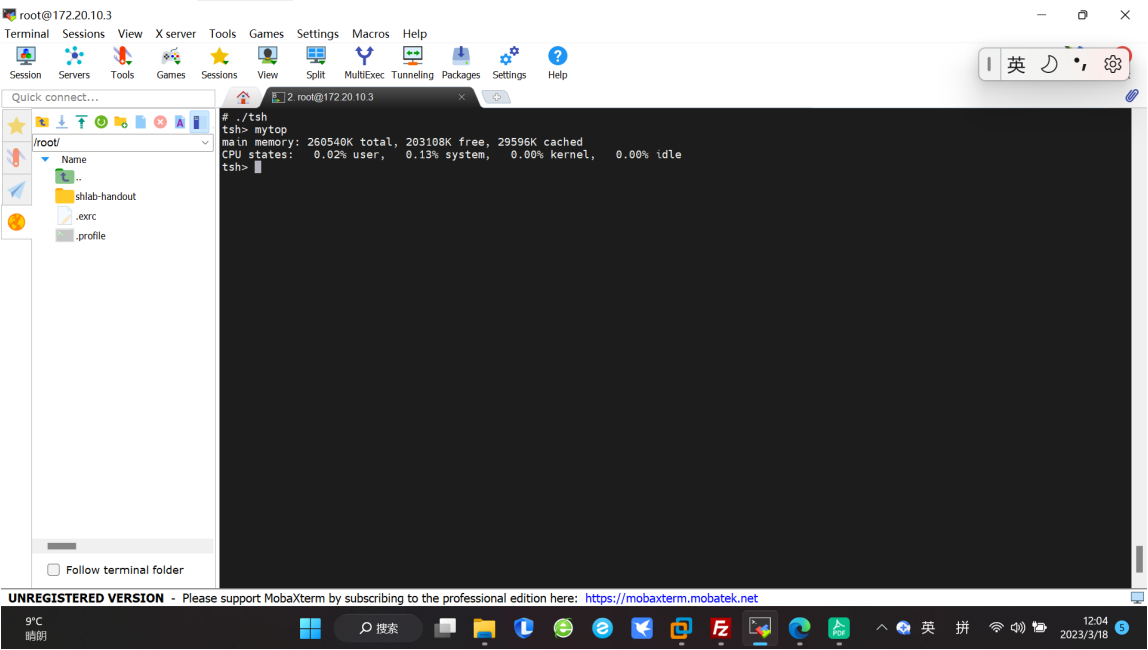 root@172.20.10.3
Terminal Sessions View X server Tools Games Settings Macros Help
Session Servers Tools Games Sessions View Split MultiExec Tunneling Packages Settings Help
英
Quick connect...
2. root@172.20.10.3
/root/
Name
..
shlab-handout
.exrc
.profile
# ./tsh
tsh> mytop
main memory: 260540K total, 203108K free, 29596K cached
CPU states: 0.02% user, 0.13% system, 0.00% kernel, 0.00% idle
tsh>
Follow terminal folder
UNREGISTERED VERSION - Please support MobaXterm by subscribing to the professional edition here: https://mobaxterm.mobatek.net
9°C
晴朗
搜索
英 拼
12:04
2023/3/18
5